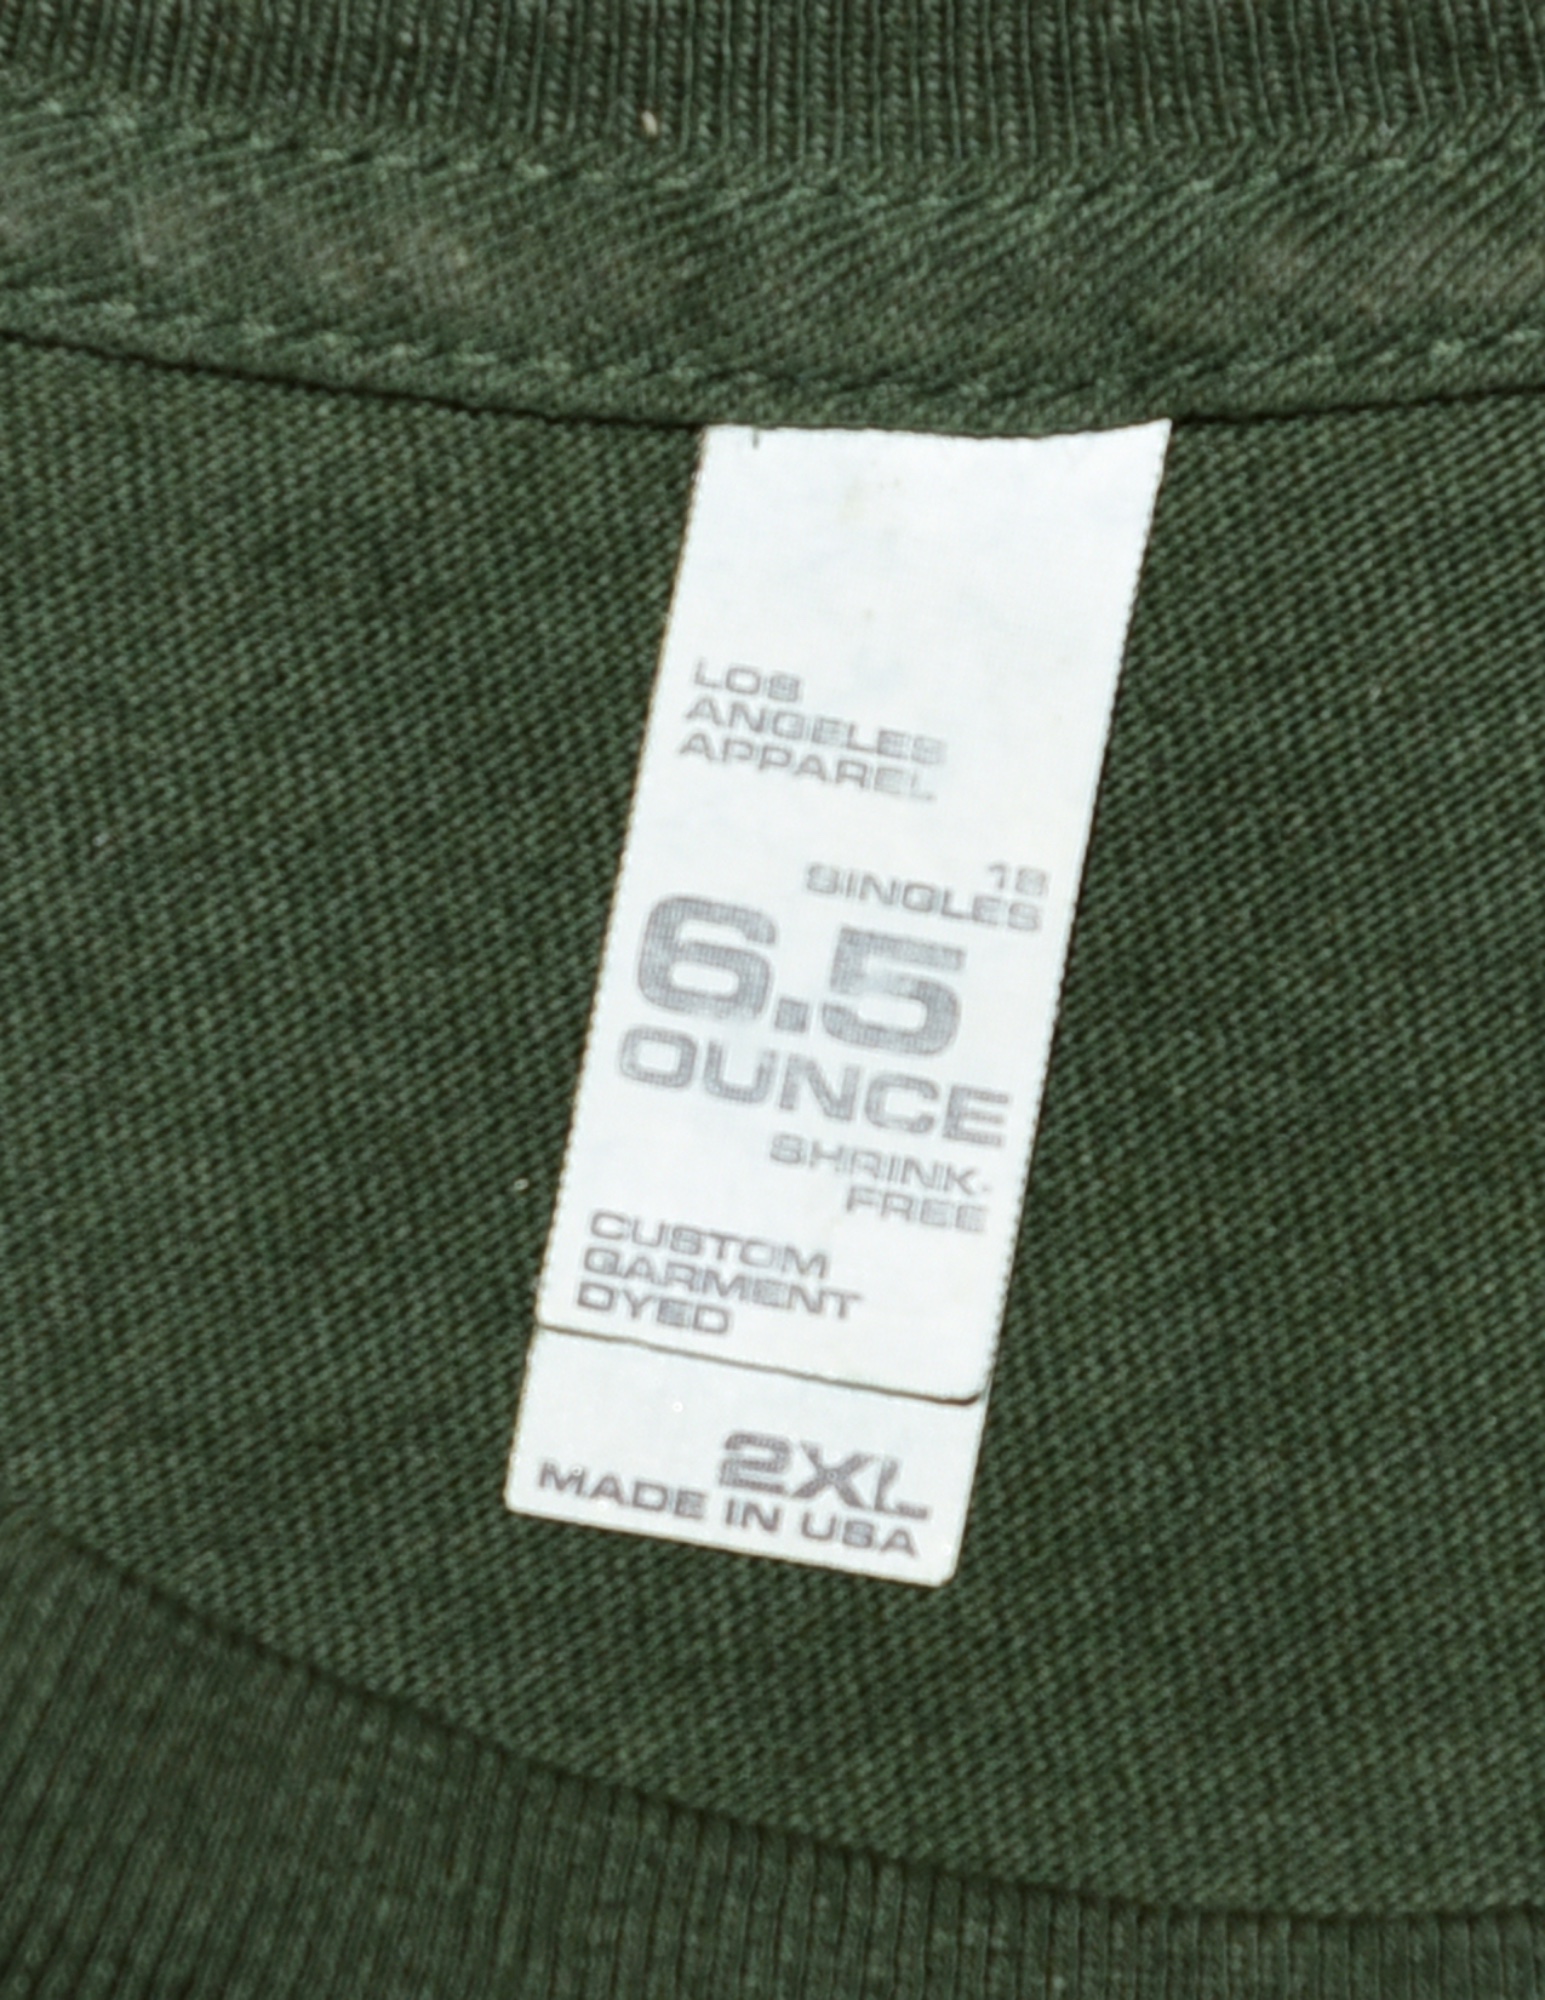 LOS
ANGELES
APPAREL
18
SINGLES
6.5
OUNCE
SHRINK-
FREE
CUSTOM
GARMENT
DYED
2XL
MADE IN USA